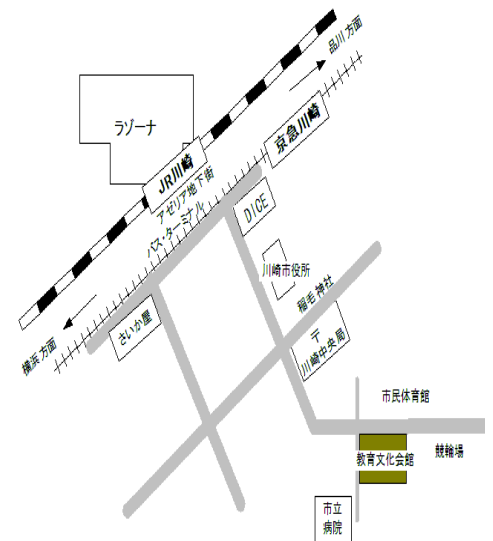 品川方面
ラゾーナ
JR川崎
京急川崎
アゼリア地下街
バス・ターミナル
DICE
川崎市役所
稲毛神社
さいか屋
横浜方面
〒
川崎中央局
市民体育館
教育文化会館
競輪場
市立
病院